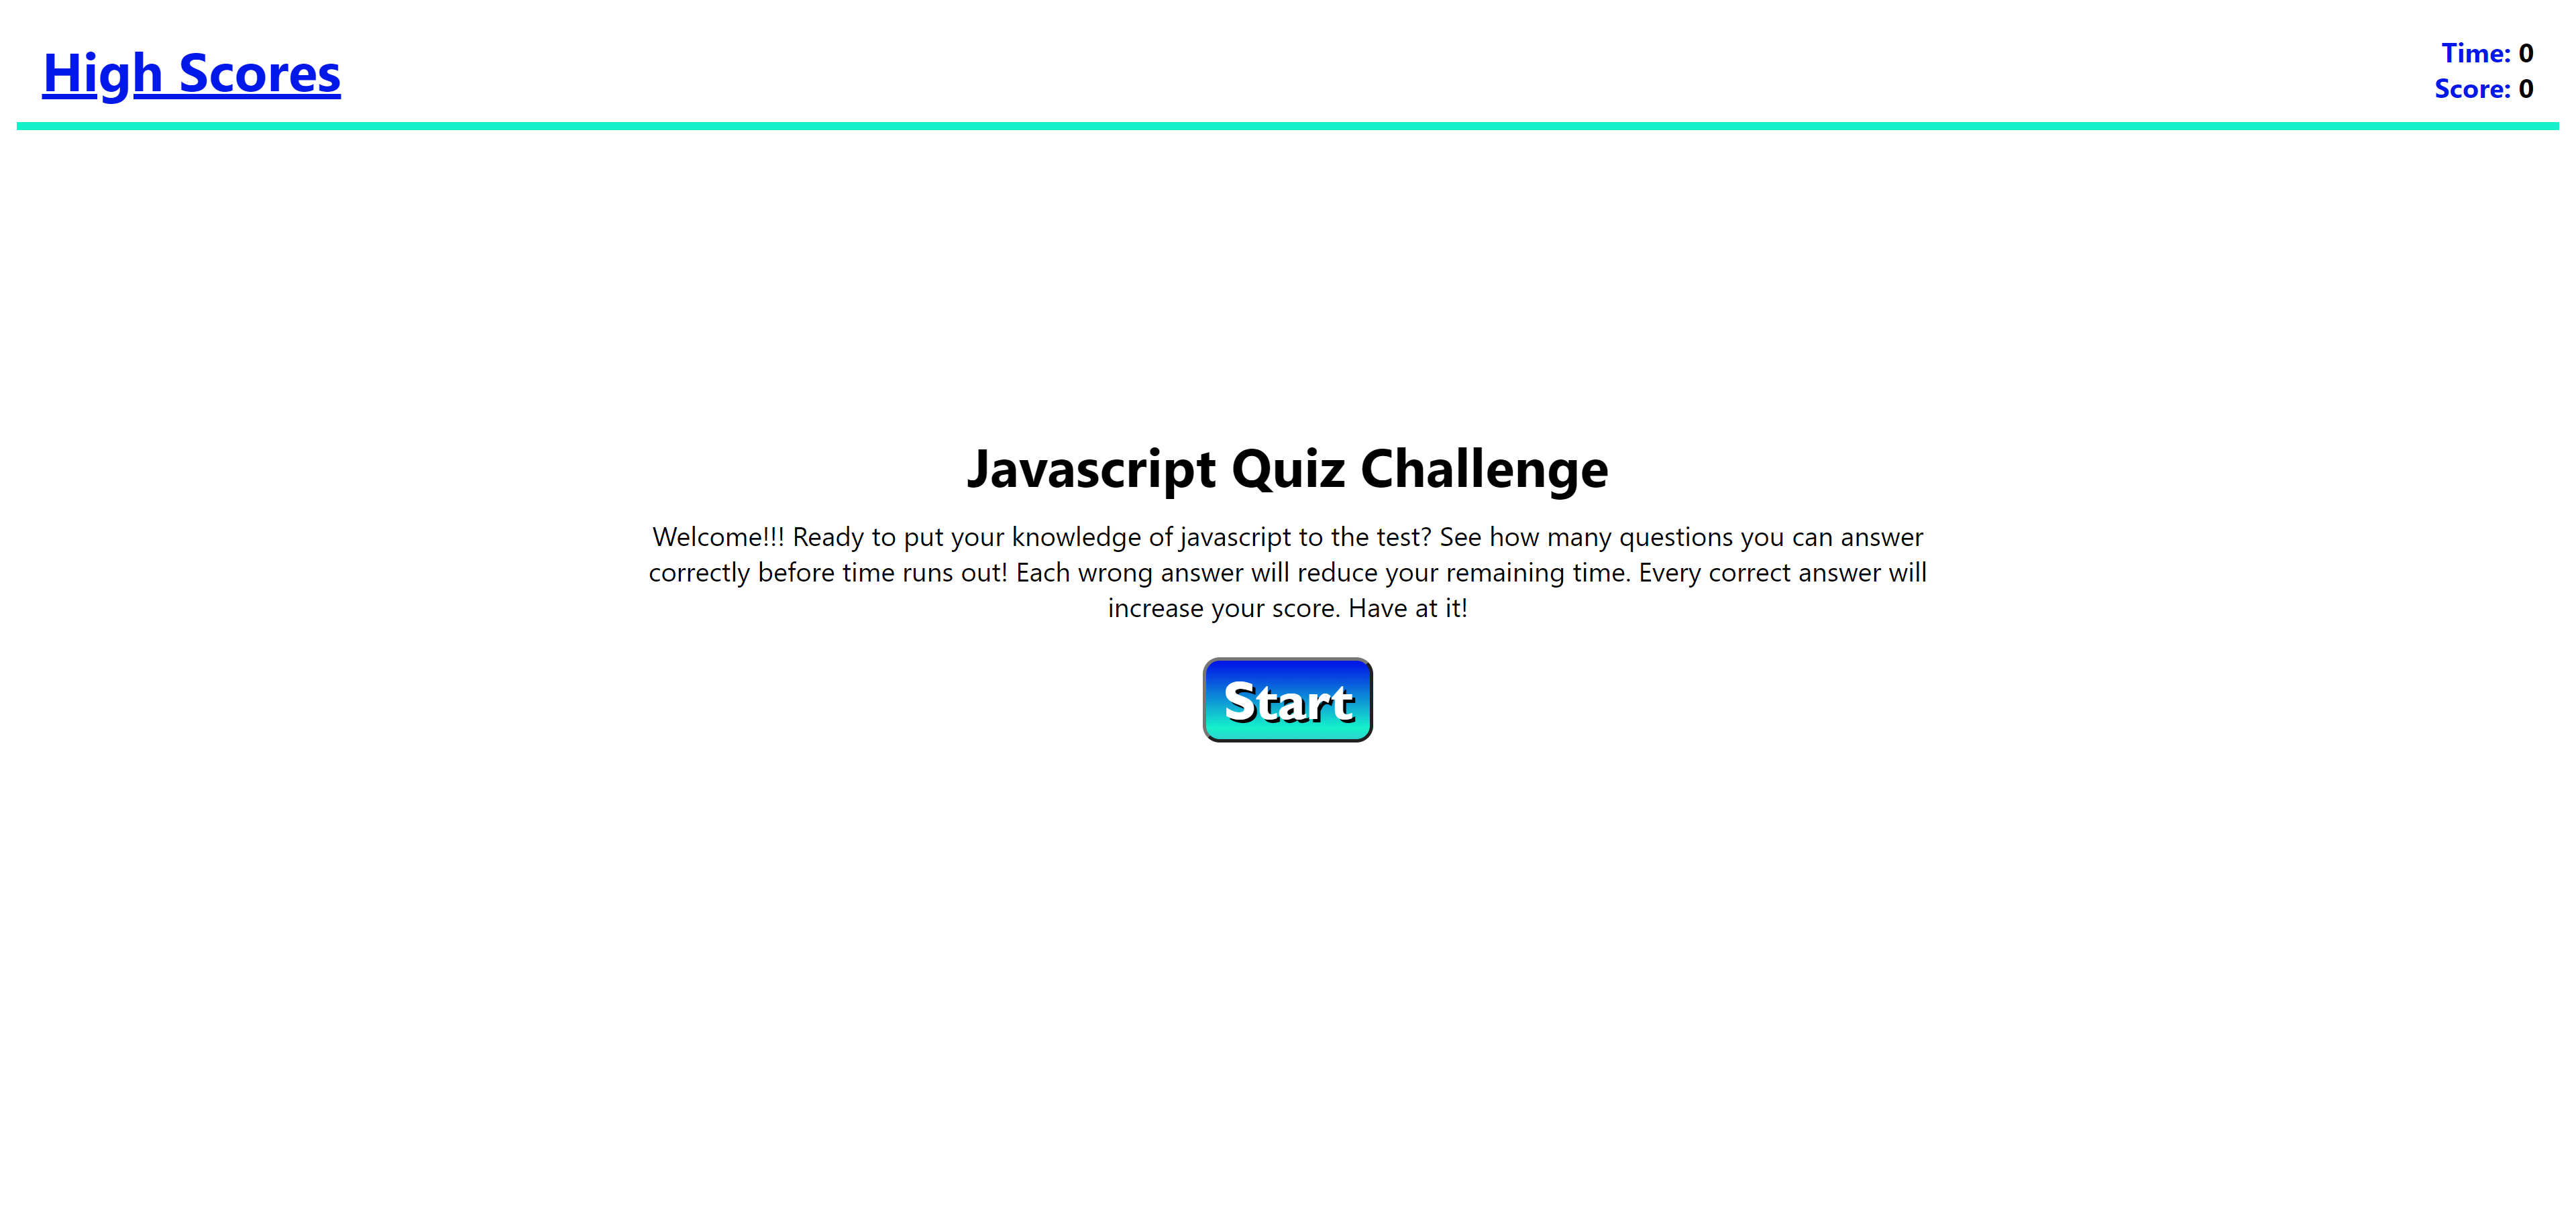 High Scores
Time: 0
Score: 0
Javascript Quiz Challenge
Welcome!!! Ready to put your knowledge of javascript to the test? See how many questions you can answer
correctly before time runs out! Each wrong answer will reduce your remaining time. Every correct answer will
increase your score. Have at it!
Start